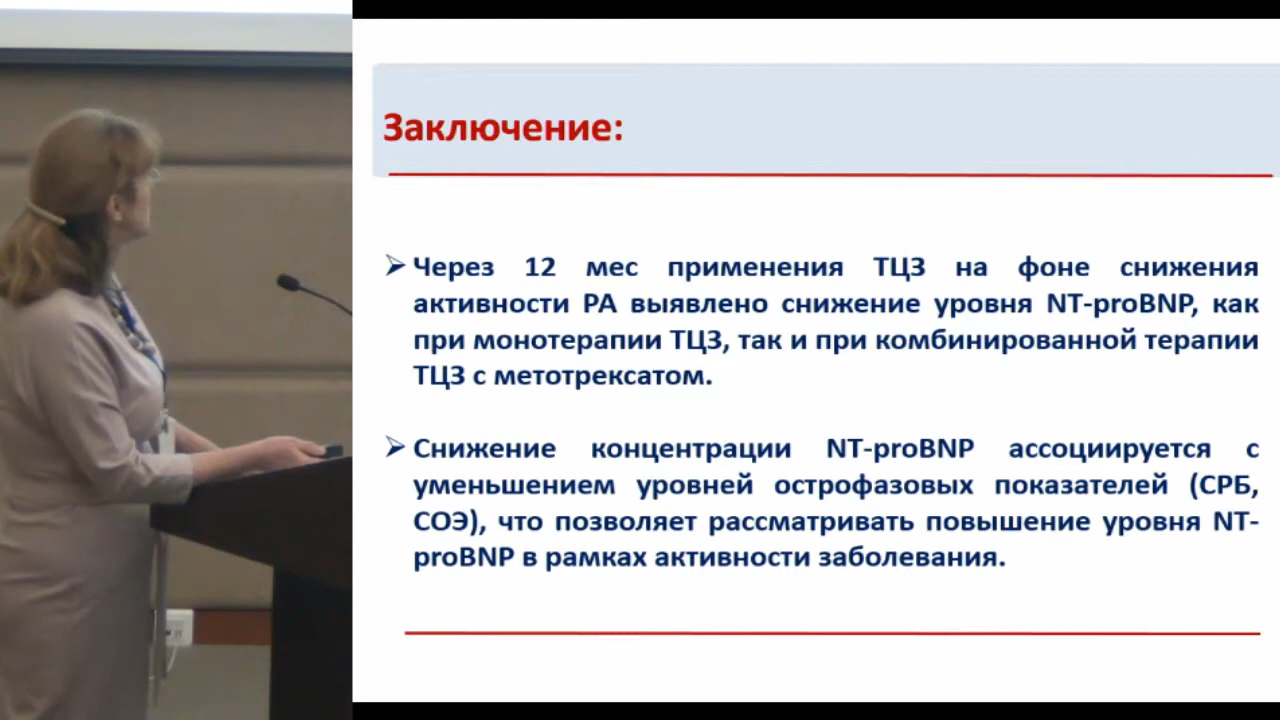 Заключение:
Через 12 мес применения ТЦЗ на фоне снижения
активности РА выявлено снижение уровня NT-proBNP, как
при монотерапии ТЦЗ, так и при комбинированной терапии
ТЦЗ с метотрексатом.
Снижение концентрации NT-proBNP ассоциируется с
уменьшением уровней острофазовых показателей (СРБ,
СОЭ), что позволяет рассматривать повышение уровня NT-
proBNP в рамках активности заболевания.